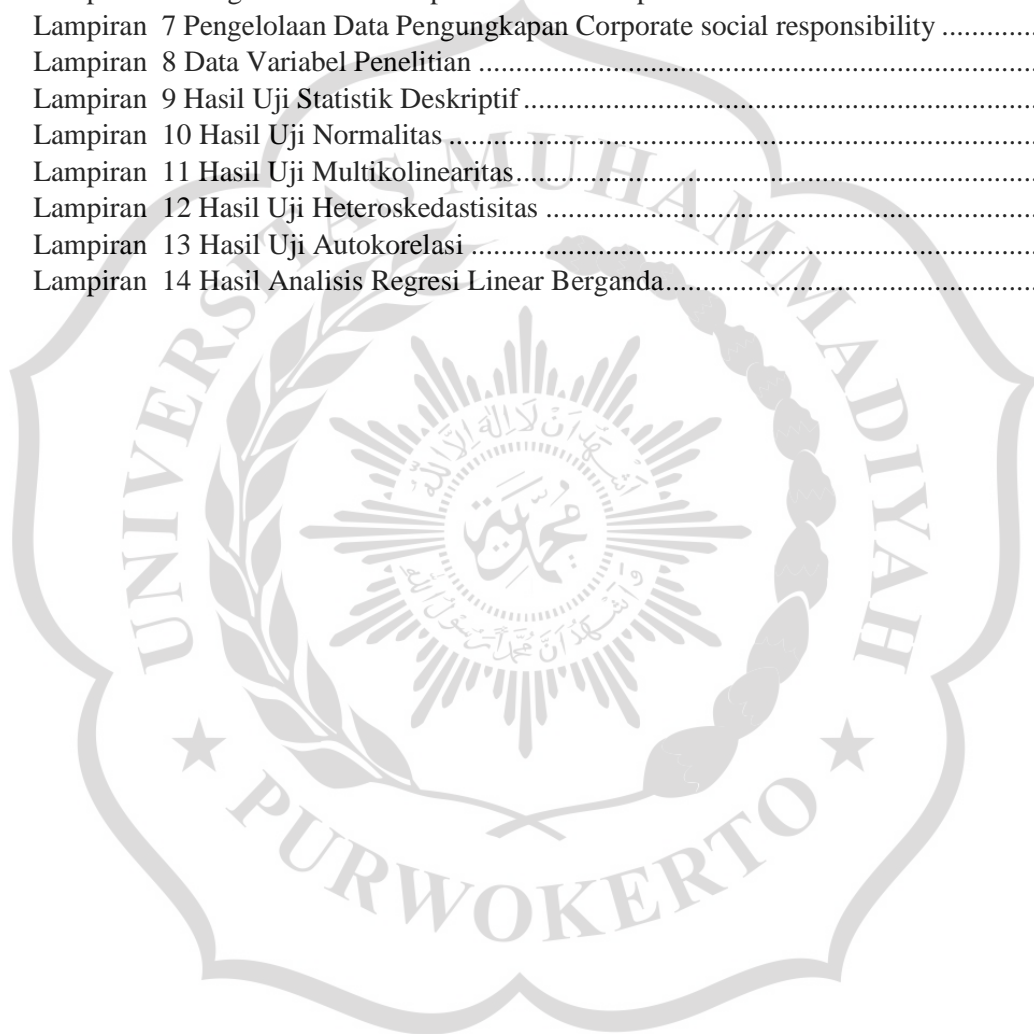 Lampiran 7 Pengelolaan Data Pengungkapan Corporate social responsibility ............
Lampiran 8 Data Variabel Penelitian ............
Lampiran 9 Hasil Uji Statistik Deskriptif ............
Lampiran 10 Hasil Uji Normalitas ............
Lampiran 11 Hasil Uji Multikolinearitas ............
Lampiran 12 Hasil Uji Heteroskedastisitas ............
Lampiran 13 Hasil Uji Autokorelasi ............
Lampiran 14 Hasil Analisis Regresi Linear Berganda ............
UNIVERSITAS MUHAMMADIYAH
PURWOKERTO